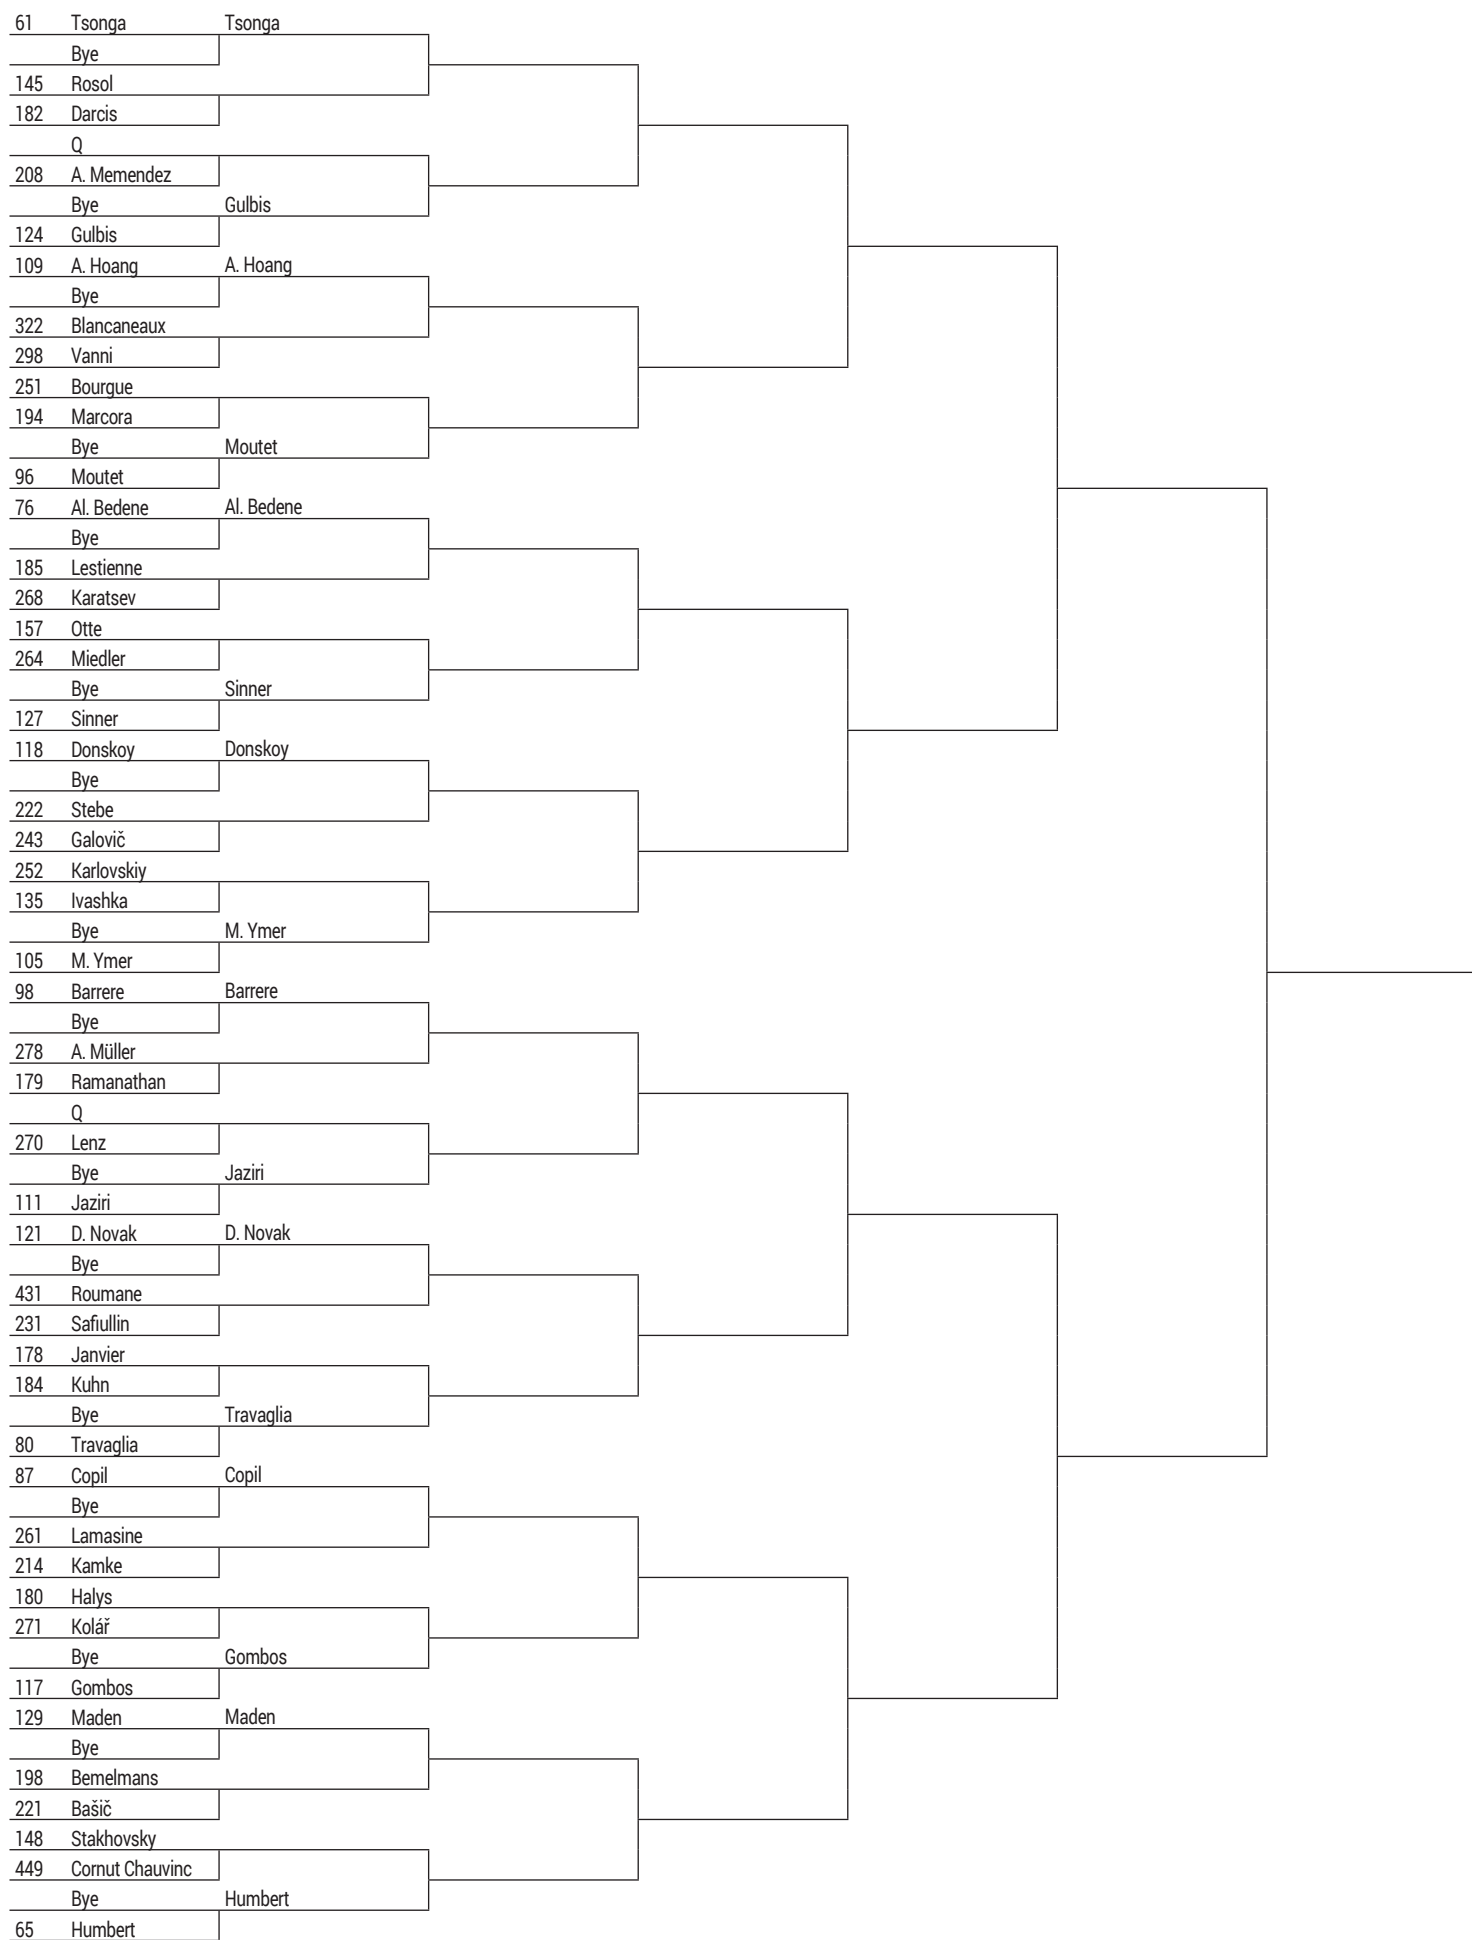 61 Tsonga Tsonga
Bye
145 Rosol
182 Darcis
Q
208 A. Memendez
Bye Gulbis
124 Gulbis
109 A. Hoang A. Hoang
Bye
322 Blancaneaux
298 Vanni
251 Bourgue
194 Marcora
Bye Moutet
96 Moutet
76 Al. Bedene Al. Bedene
Bye
185 Lestienne
268 Karatsev
157 Otte
264 Miedler
Bye Sinner
127 Sinner
118 Donskoy Donskoy
Bye
222 Stebe
243 Galovič
252 Karlovskiy
135 Ivashka
Bye M. Ymer
105 M. Ymer
98 Barrere Barrere
Bye
278 A. Müller
179 Ramanathan
Q
270 Lenz
Bye Jaziri
111 Jaziri
121 D. Novak D. Novak
Bye
431 Roumane
231 Safiullin
178 Janvier
184 Kuhn
Bye Travaglia
80 Travaglia
87 Copil Copil
Bye
261 Lamasine
214 Kamke
180 Halys
271 Kolář
Bye Gombos
117 Gombos
129 Maden Maden
Bye
198 Bemelmans
221 Bašič
148 Stakhovsky
449 Cornut Chauvinc
Bye Humbert
65 Humbert